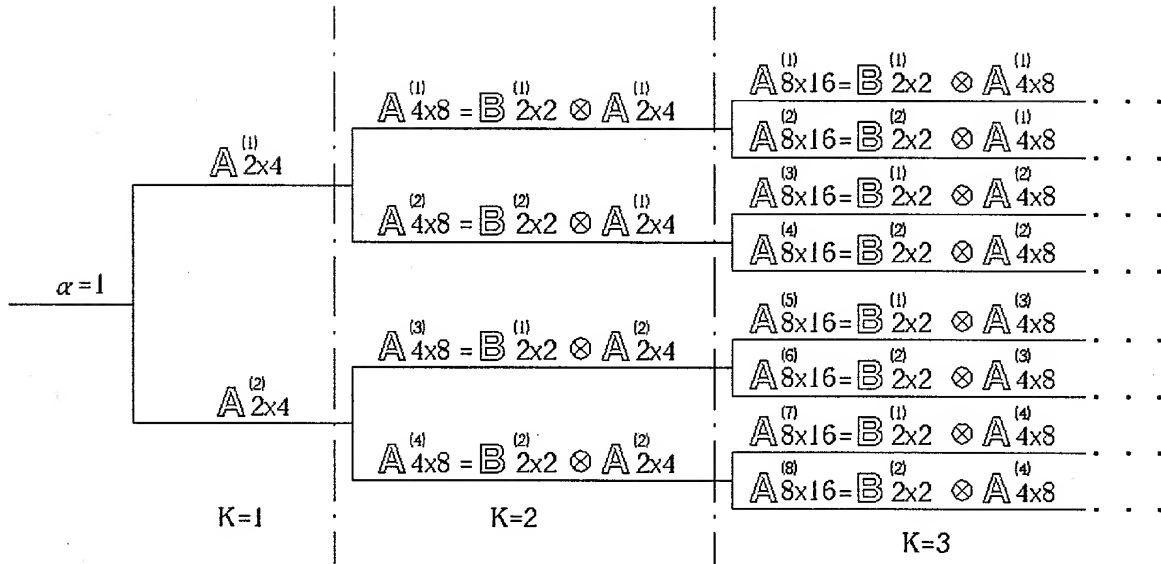 α=1
A(1)2x4
A(2)2x4
K=1
A(1)4x8 = B(1)2x2 ⊗ A(1)2x4
A(2)4x8 = B(2)2x2 ⊗ A(1)2x4
A(3)4x8 = B(1)2x2 ⊗ A(2)2x4
A(4)4x8 = B(2)2x2 ⊗ A(2)2x4
K=2
A(1)8x16= B(1)2x2 ⊗ A(1)4x8
A(2)8x16= B(2)2x2 ⊗ A(1)4x8
A(3)8x16= B(1)2x2 ⊗ A(2)4x8
A(4)8x16= B(2)2x2 ⊗ A(2)4x8
A(5)8x16= B(1)2x2 ⊗ A(3)4x8
A(6)8x16= B(2)2x2 ⊗ A(3)4x8
A(7)8x16= B(1)2x2 ⊗ A(4)4x8
A(8)8x16= B(2)2x2 ⊗ A(4)4x8
K=3